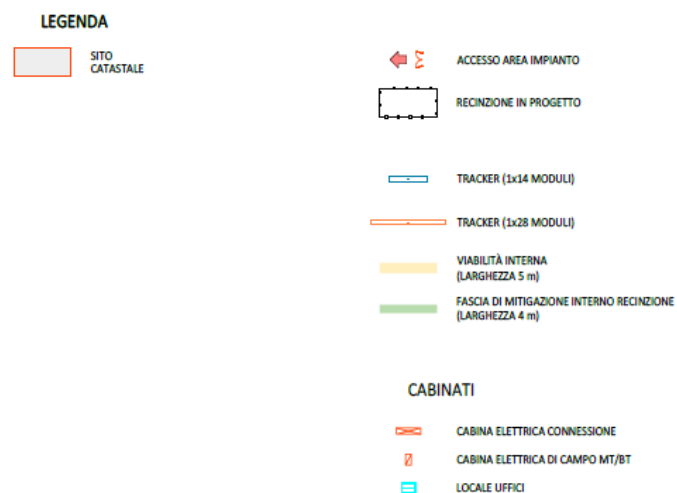 LEGENDA
SITO
CATASTALE
ACCESSO AREA IMPIANTO
RECINZIONE IN PROGETTO
TRACKER (1x14 MODULI)
TRACKER (1x28 MODULI)
VIABILITÀ INTERNA
(LARGHEZZA 5 m)
FASCIA DI MITIGAZIONE INTERNO RECINZIONE
(LARGHEZZA 4 m)
CABINATI
CABINA ELETTRICA CONNESSIONE
CABINA ELETTRICA DI CAMPO MT/BT
LOCALE UFFICI